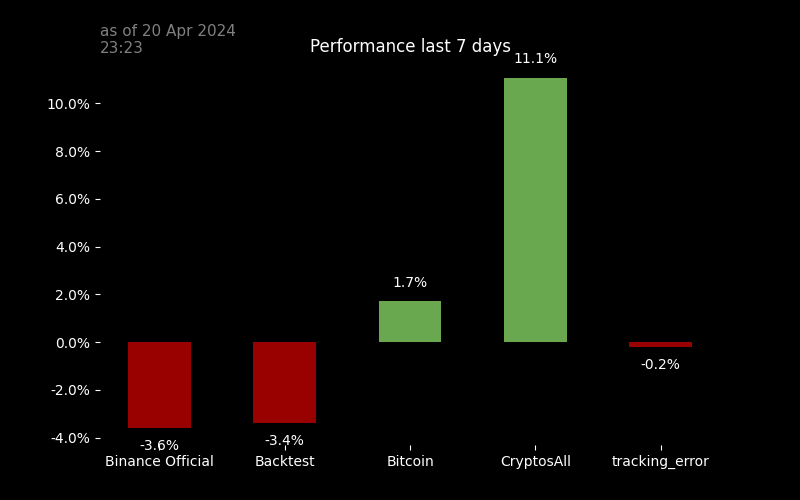 as of 20 Apr 2024
23:23
Performance last 7 days
11.1%
10.0%
8.0%
6.0%
4.0%
1.7%
2.0%
0.0%
-0.2%
-2.0%
-4.0%
-3.6%
-3.4%
Binance Official
Backtest
Bitcoin
CryptosAll
tracking_error